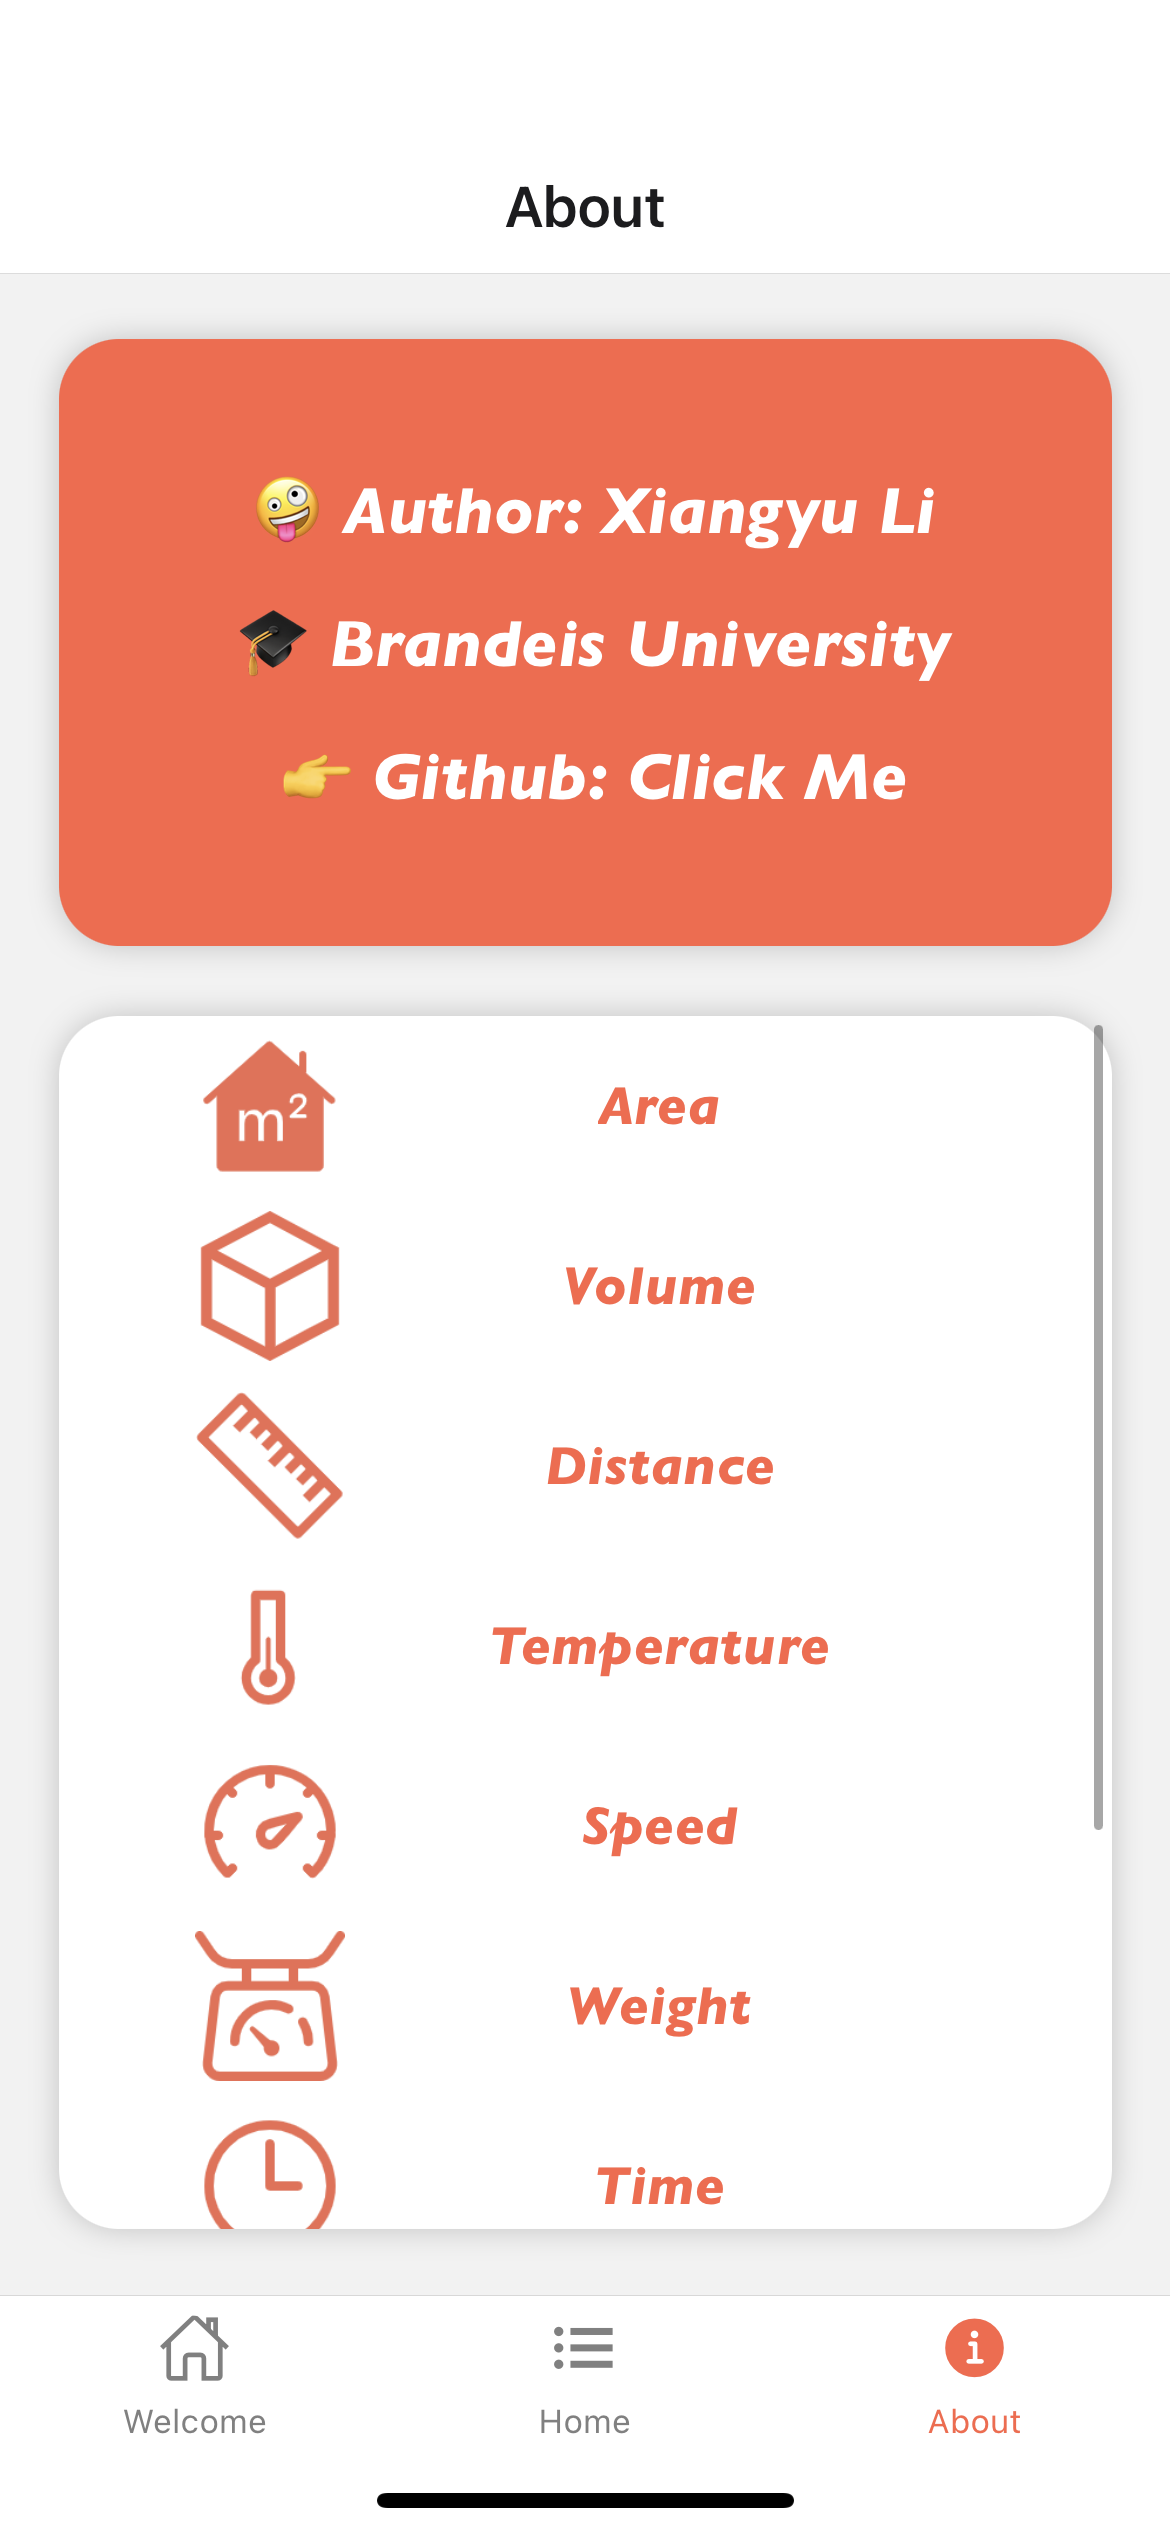 About
Author: Xiangyu Li
Brandeis University
Github: Click Me
m²
Area
Volume
Distance
Temperature
Speed
Weight
Time
Welcome
Home
About